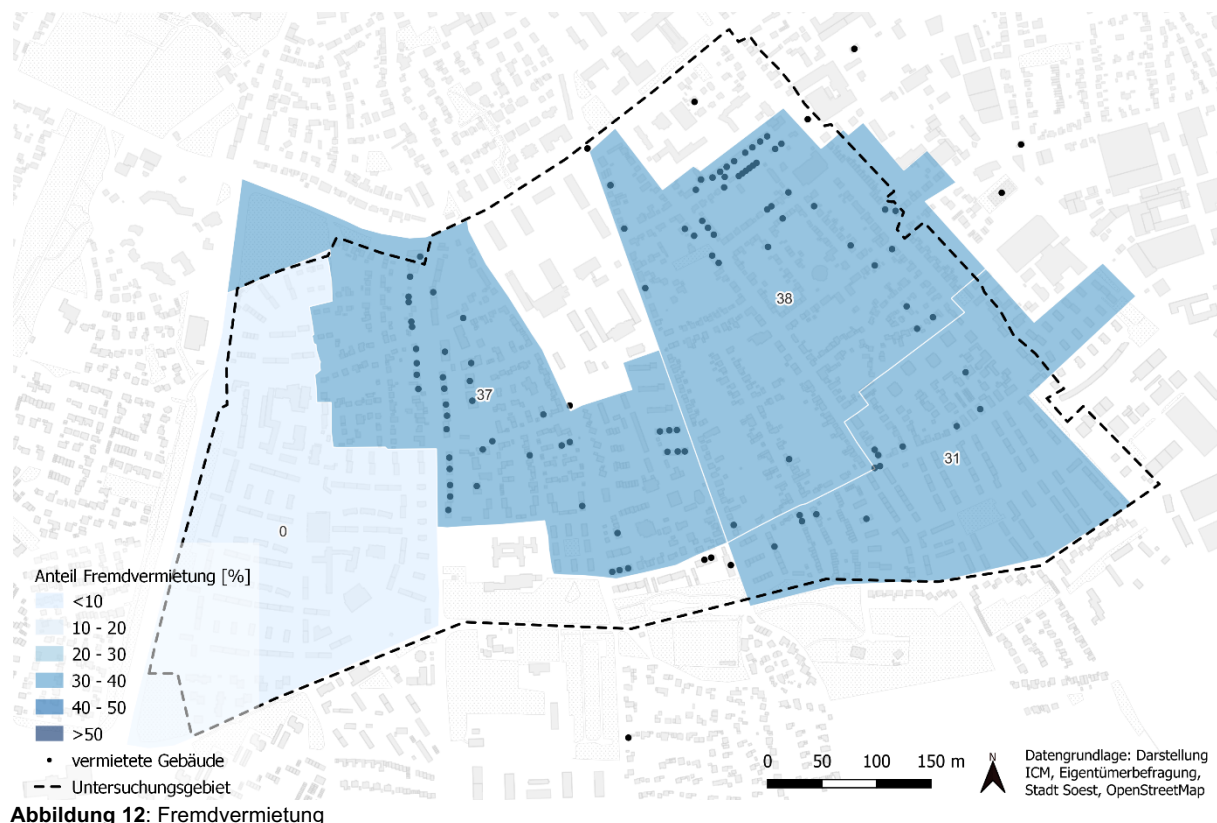 38
37
31
0
Anteil Fremdvermietung [%]
<10
10 - 20
20 - 30
30 - 40
40 - 50
>50
vermietete Gebäude
Untersuchungsgebiet
0 50 100 150 m
N
Datengrundlage: Darstellung
ICM, Eigentümerbefragung,
Stadt Soest, OpenStreetMap
Abbildung 12: Fremdvermietung